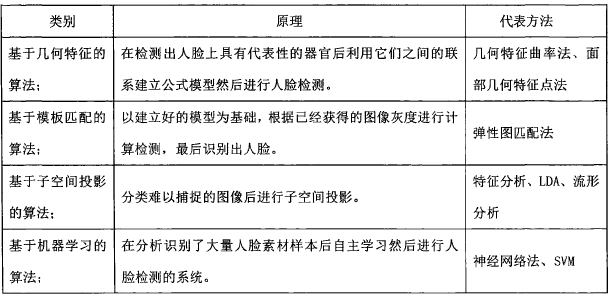 类别 原理 代表方法
基于几何特征的 在检测出人脸上具有代表性的器官后利用它们之间的联 几何特征曲率法、面
算法； 系建立公式模型然后进行人脸检测。 部几何特征点法
基于模板匹配的 以建立好的模型为基础，根据已经获得的图像灰度进行计 弹性图匹配法
算法； 算检测，最后识别出人脸。
基于子空间投影 分类难以捕捉的图像后进行子空间投影。 特征分析、LDA、流形
的算法； 分析
基于机器学习的 在分析识别了大量人脸素材样本后自主学习然后进行人 神经网络法、SVM
算法； 脸检测的系统。